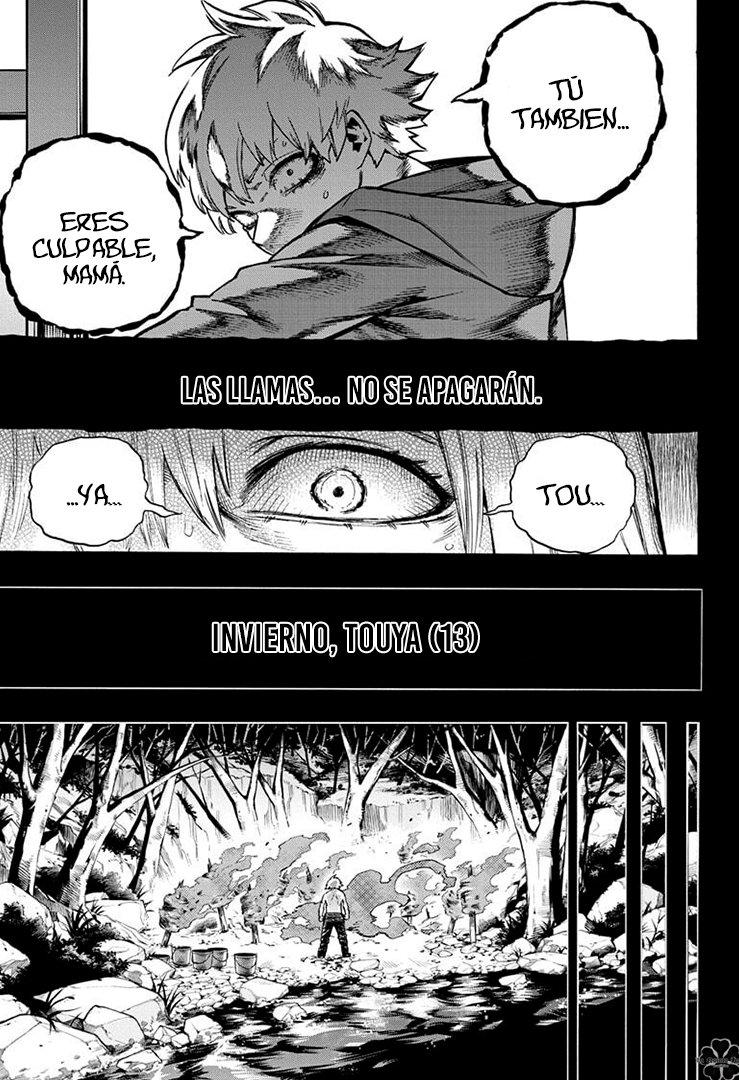 TÚ
TAMBIEN...
ERES
CULPABLE,
MAMÁ.
LAS LLAMAS... NO SE APAGARÁN.
TOU...
...YA...
INVIERNO, TOUYA (13)